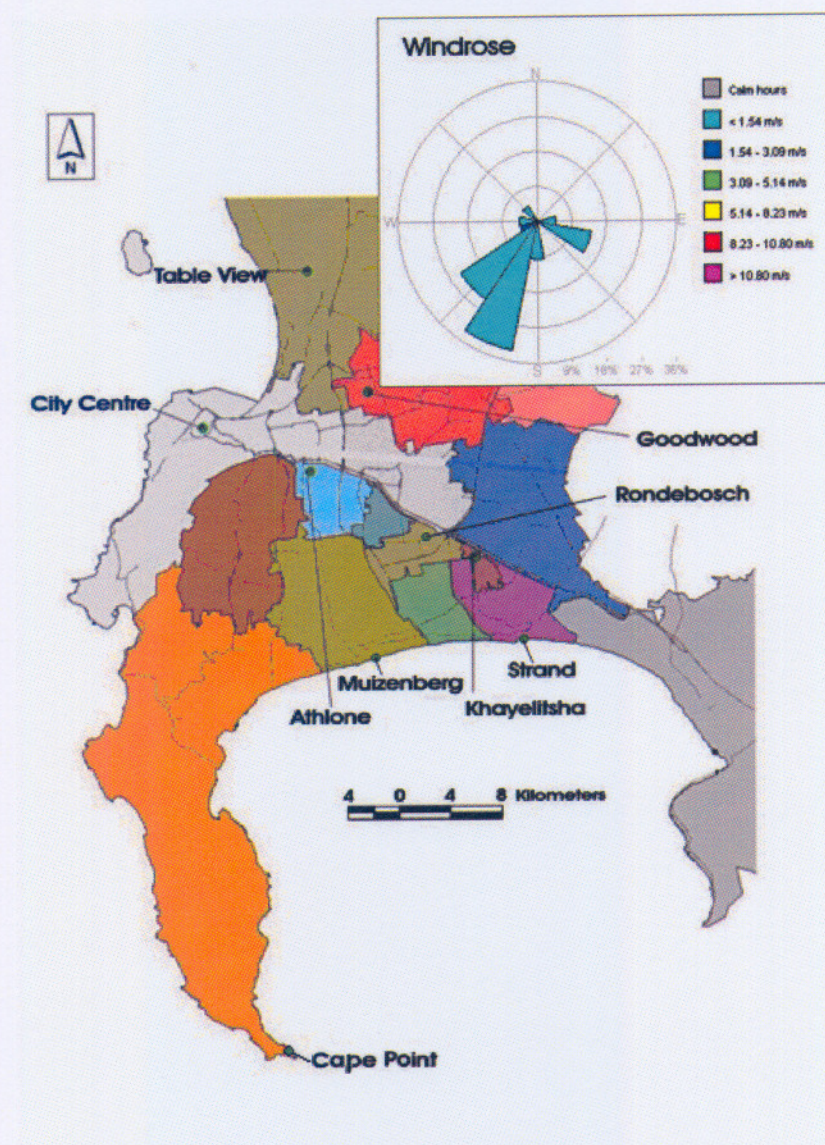 Windrose
N
Calm hours
< 1.54 m/s
1.54 - 3.09 m/s
3.09 - 5.14 m/s
5.14 - 8.23 m/s
8.23 - 10.80 m/s
> 10.80 m/s
W
E
S
9% 18% 27% 36%
N
Table View
City Centre
Goodwood
Rondebosch
Strand
Muizenberg
Khayelitsha
Athlone
4 0 4 8 Kilometers
Cape Point